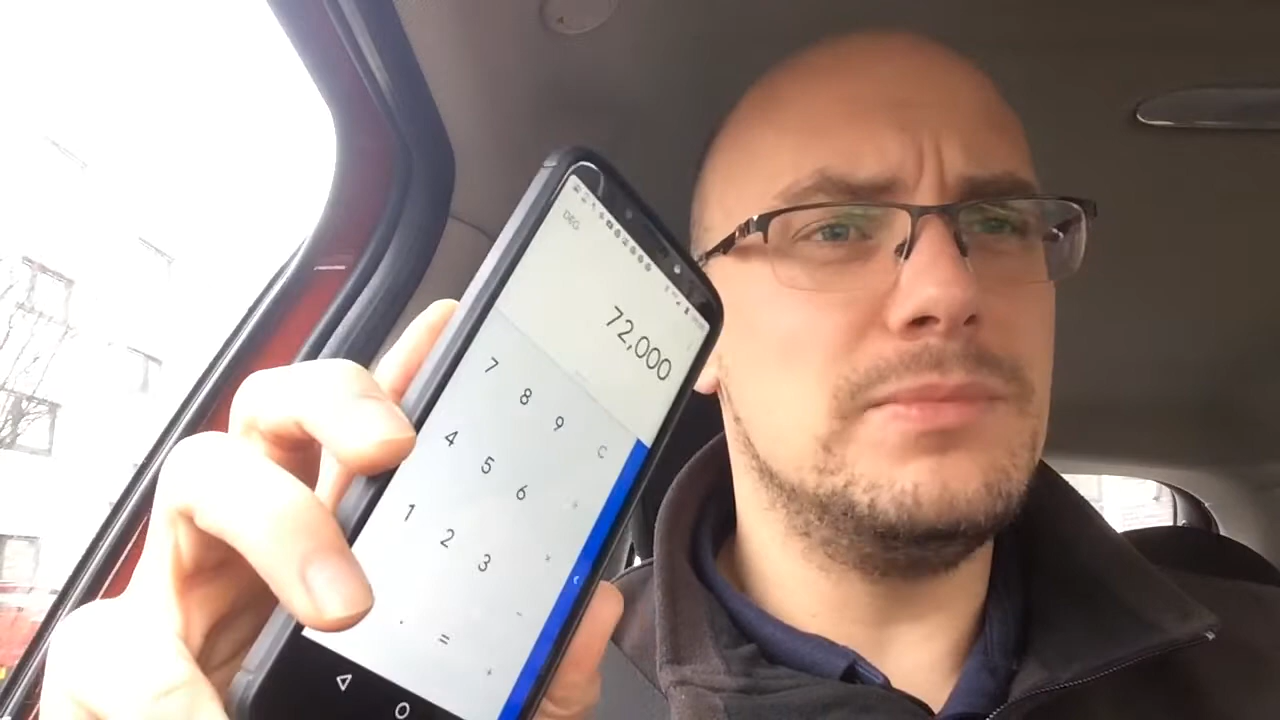 DEG
72,000
7 8 9 C
4 5 6 ÷
1 2 3 ×
. = -
+